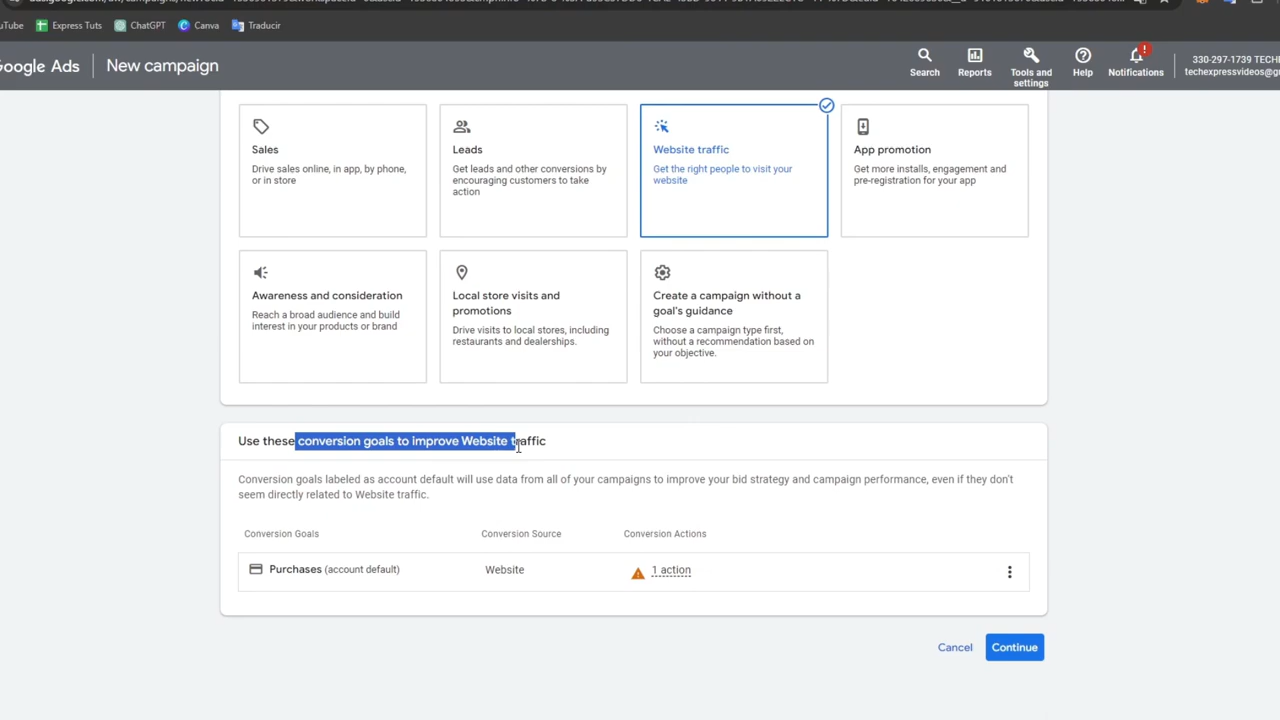 uTube
Express Tuts
ChatGPT
Canva
Traducir
Google Ads
New campaign
Search
Reports
Tools and
settings
Help
Notifications
330-297-1739 TECHE
techexpressvideos@g
Sales
Drive sales online, in app, by phone,
or in store
Leads
Get leads and other conversions by
encouraging customers to take
action
Website traffic
Get the right people to visit your
website
App promotion
Get more installs, engagement and
pre-registration for your app
Awareness and consideration
Reach a broad audience and build
interest in your products or brand
Local store visits and
promotions
Drive visits to local stores, including
restaurants and dealerships.
Create a campaign without a
goal's guidance
Choose a campaign type first,
without a recommendation based on
your objective.
Use these conversion goals to improve Website traffic
Conversion goals labeled as account default will use data from all of your campaigns to improve your bid strategy and campaign performance, even if they don't
seem directly related to Website traffic.
Conversion Goals
Conversion Source
Conversion Actions
Purchases (account default)
Website
1 action
Cancel
Continue